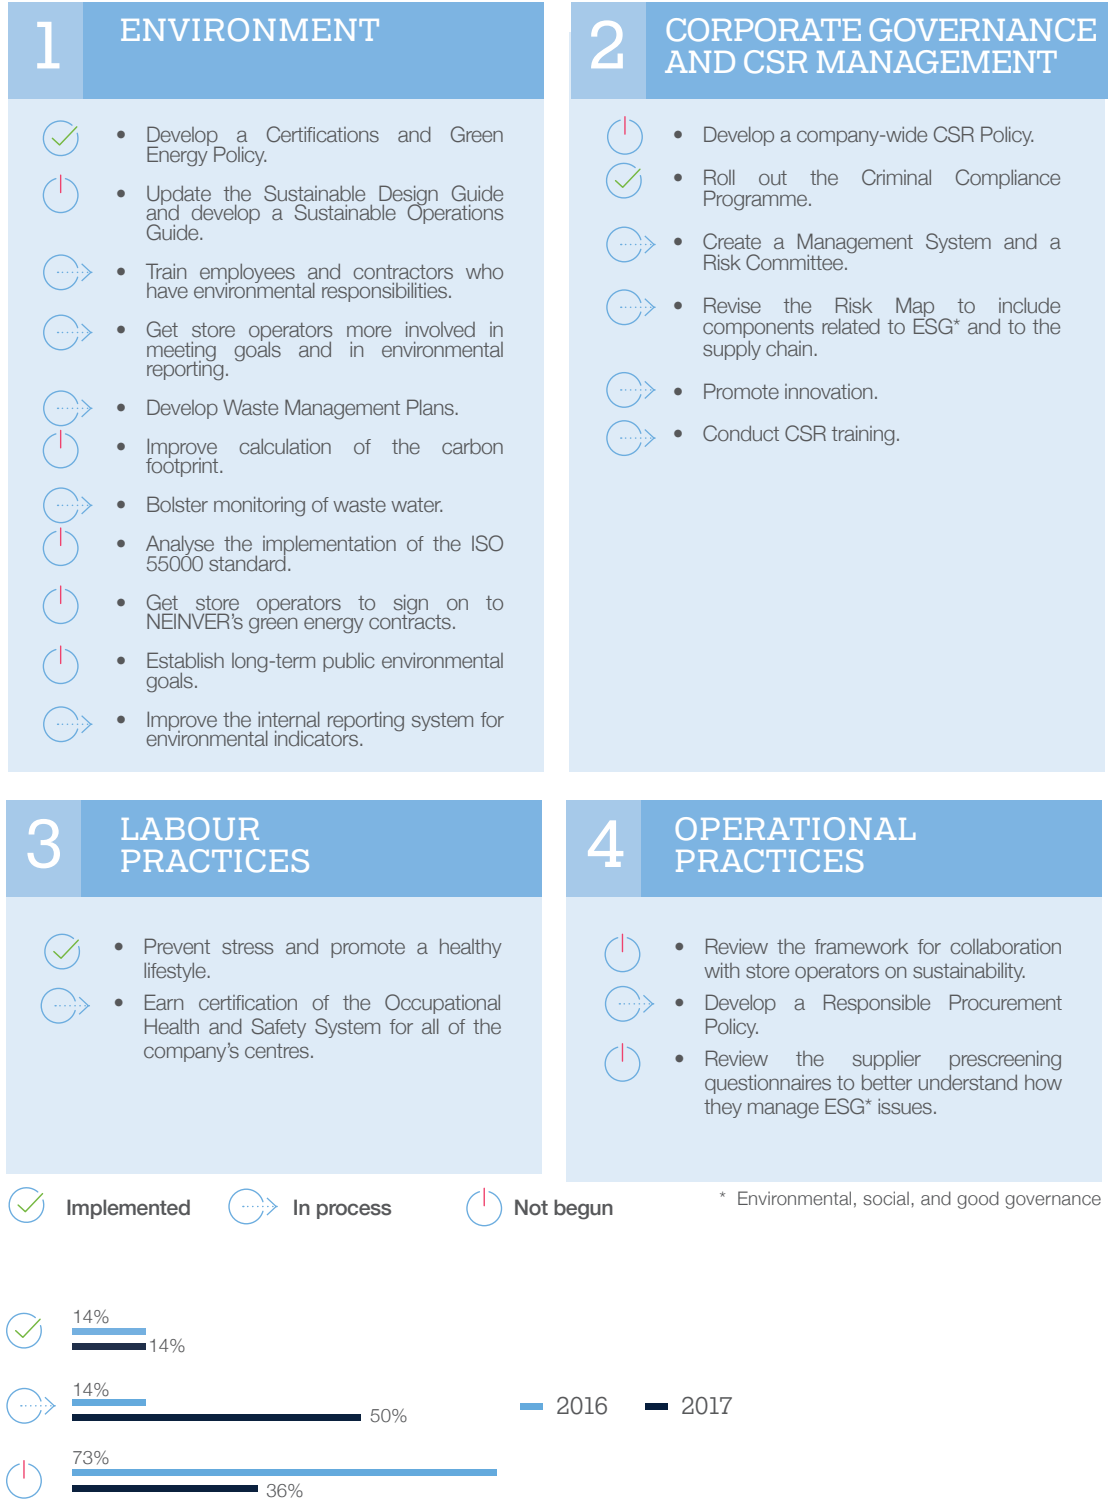 1
ENVIRONMENT
• Develop a Certifications and Green
Energy Policy.
• Update the Sustainable Design Guide
and develop a Sustainable Operations
Guide.
• Train employees and contractors who
have environmental responsibilities.
• Get store operators more involved in
meeting goals and in environmental
reporting.
• Develop Waste Management Plans.
• Improve calculation of the carbon
footprint.
• Bolster monitoring of waste water.
• Analyse the implementation of the ISO
55000 standard.
• Get store operators to sign on to
NEINVER's green energy contracts.
• Establish long-term public environmental
goals.
• Improve the internal reporting system for
environmental indicators.
2
CORPORATE GOVERNANCE
AND CSR MANAGEMENT
• Develop a company-wide CSR Policy.
• Roll out the Criminal Compliance
Programme.
• Create a Management System and a
Risk Committee.
• Revise the Risk Map to include
components related to ESG* and to the
supply chain.
• Promote innovation.
• Conduct CSR training.
3
LABOUR
PRACTICES
• Prevent stress and promote a healthy
lifestyle.
• Earn certification of the Occupational
Health and Safety System for all of the
company's centres.
4
OPERATIONAL
PRACTICES
• Review the framework for collaboration
with store operators on sustainability.
• Develop a Responsible Procurement
Policy.
• Review the supplier prescreening
questionnaires to better understand how
they manage ESG* issues.
Implemented
In process
Not begun
* Environmental, social, and good governance
14%
14%
14%
50%
2016
2017
73%
36%